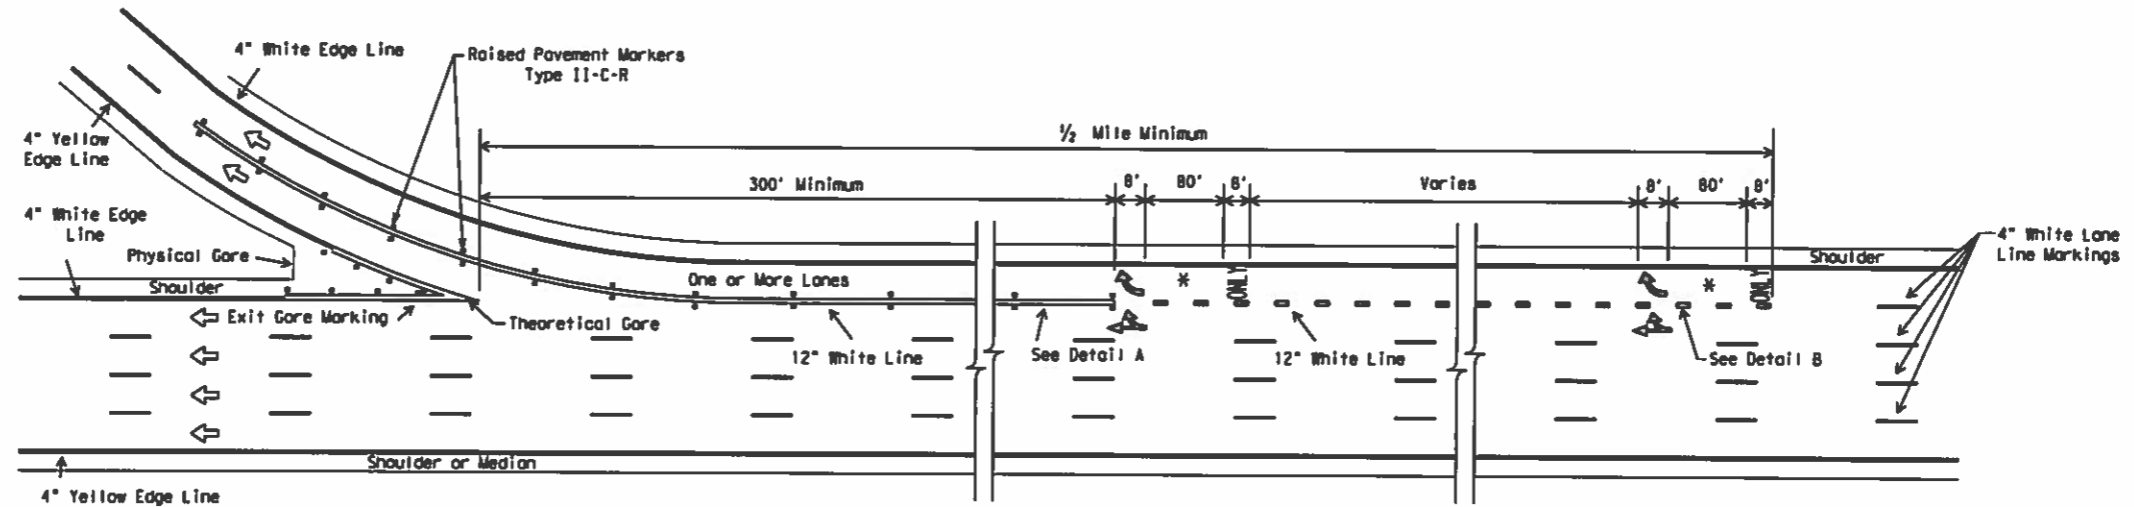 4" White Edge Line
Raised Pavement Markers
Type II-C-R
4" Yellow
Edge Line
½ Mile Minimum
300' Minimum
8'
80'
8'
Varies
8'
80'
8'
4" White Edge
Line
Physical Gore
4" White Lane
Line Markings
Shoulder
One or More Lanes
*
ONLY
*
ONLY
Shoulder
Exit Gore Marking
Theoretical Gore
12" White Line
See Detail A
12" White Line
See Detail B
Shoulder or Median
4" Yellow Edge Line